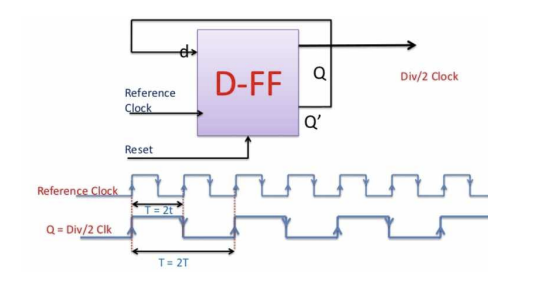 d
D-FF
Q
Div/2 Clock
Reference
Clock
Q'
Reset
Reference Clock
T = 2t
Q = Div/2 Clk
T = 2T